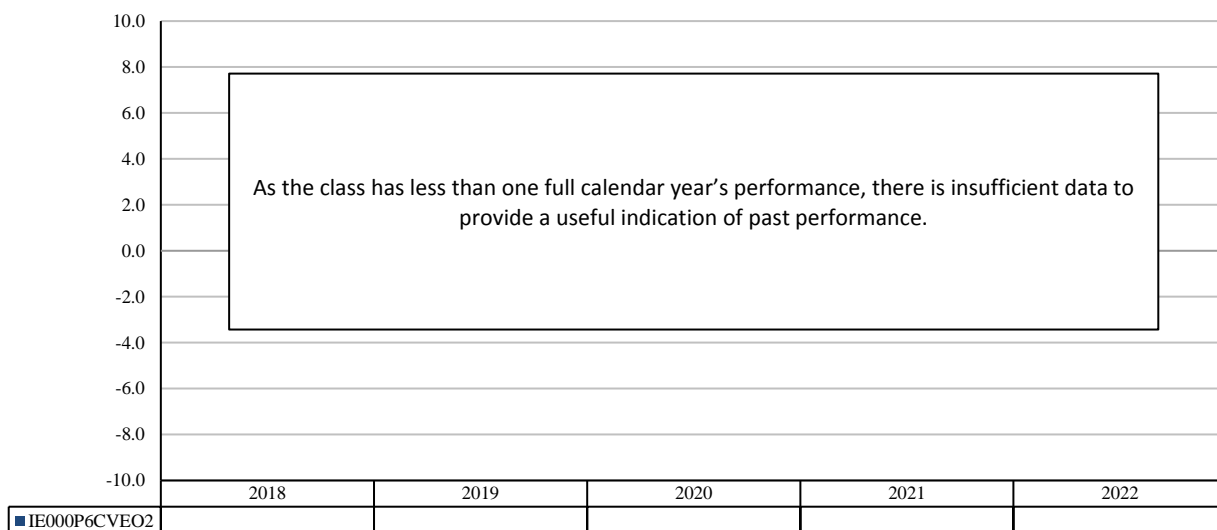 10.0
8.0
6.0
4.0
2.0
0.0
-2.0
-4.0
-6.0
-8.0
-10.0
As the class has less than one full calendar year’s performance, there is insufficient data to
provide a useful indication of past performance.
2018 2019 2020 2021 2022
IE000P6CVEO2